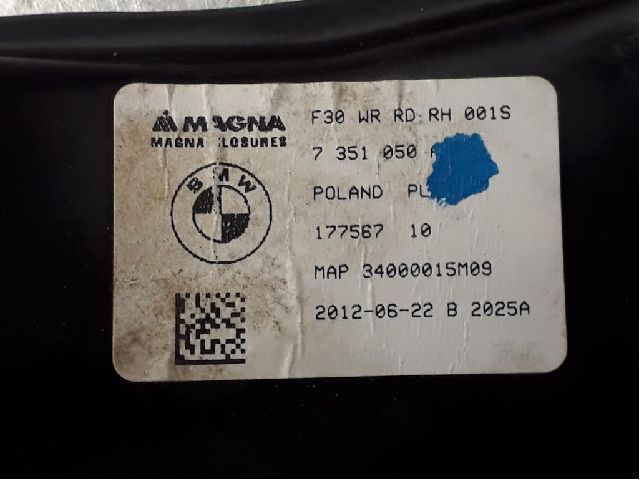 MAGNA
MAGNA CLOSURES
BMW
F30 WR RD RH 001S
7 351 050
POLAND PL
177567 10
MAP 34000015M09
2012-06-22 B 2025A